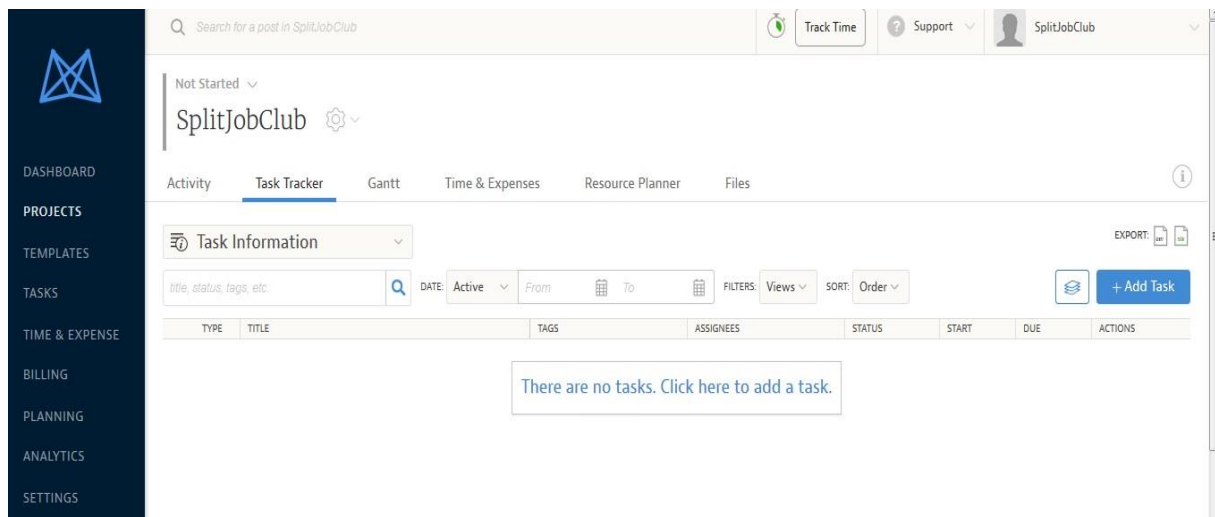 Search for a post in SplitJobClub
Track Time
Support
SplitJobClub
Not Started
SplitJobClub
DASHBOARD
PROJECTS
TEMPLATES
TASKS
TIME & EXPENSE
BILLING
PLANNING
ANALYTICS
SETTINGS
Activity Task Tracker Gantt Time & Expenses Resource Planner Files
Task Information
EXPORT:
title, status, tags, etc. DATE: Active From To FILTERS: Views SORT: Order + Add Task
TYPE TITLE TAGS ASSIGNEES STATUS START DUE ACTIONS
There are no tasks. Click here to add a task.